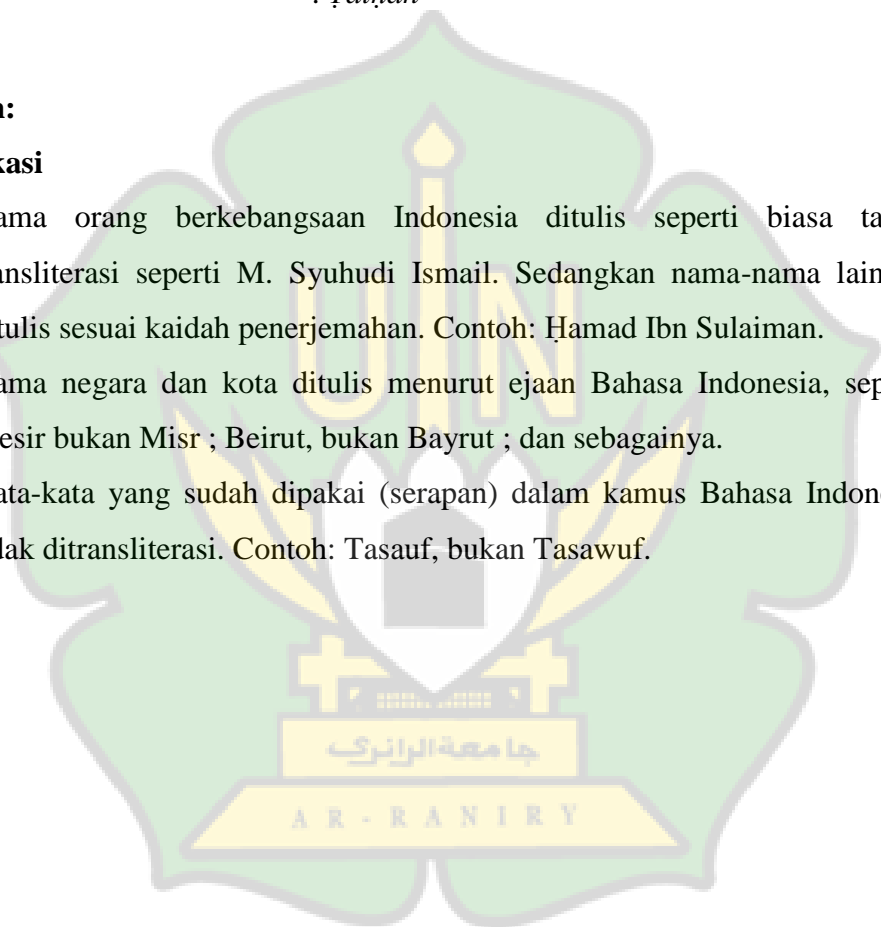 : Ṭalḥah
n:
kasi
ama orang berkebangsaan Indonesia ditulis seperti biasa ta
ansliterasi seperti M. Syuhudi Ismail. Sedangkan nama-nama lain
tulis sesuai kaidah penerjemahan. Contoh: Ḥamad Ibn Sulaiman.
ama negara dan kota ditulis menurut ejaan Bahasa Indonesia, sep
esir bukan Misr ; Beirut, bukan Bayrut ; dan sebagainya.
ata-kata yang sudah dipakai (serapan) dalam kamus Bahasa Indone
dak ditransliterasi. Contoh: Tasauf, bukan Tasawuf.
UIN
جامعة الرانري
AR-RANIRY